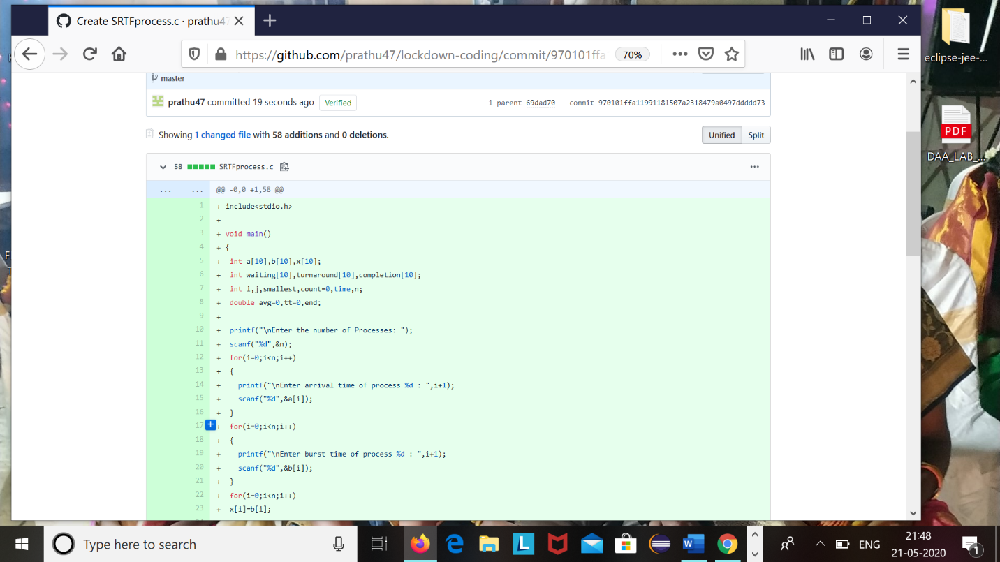 Create SRTFprocess.c · prathu47
https://github.com/prathu47/lockdown-coding/commit/970101ffa
70%
eclipse-jee-...
master
prathu47 committed 19 seconds ago Verified 1 parent 69dad70 commit 970101ffa11991181507a2318479a0497ddddd73
Showing 1 changed file with 58 additions and 0 deletions.
Unified Split
PDF
DAA_LAB_...
58 SRTFprocess.c
... ... @@ -0,0 +1,58 @@
1 + include<stdio.h>
2 +
3 + void main()
4 + {
5 + int a[10],b[10],x[10];
6 + int waiting[10],turnaround[10],completion[10];
7 + int i,j,smallest,count=0,time,n;
8 + double avg=0,tt=0,end;
9 +
10 + printf("\nEnter the number of Processes: ");
11 + scanf("%d",&n);
12 + for(i=0;i<n;i++)
13 + {
14 + printf("\nEnter arrival time of process %d : ",i+1);
15 + scanf("%d",&a[i]);
16 + }
17 + for(i=0;i<n;i++)
18 + {
19 + printf("\nEnter burst time of process %d : ",i+1);
20 + scanf("%d",&b[i]);
21 + }
22 + for(i=0;i<n;i++)
23 + x[i]=b[i];
Type here to search
ENG
21:48
21-05-2020
1